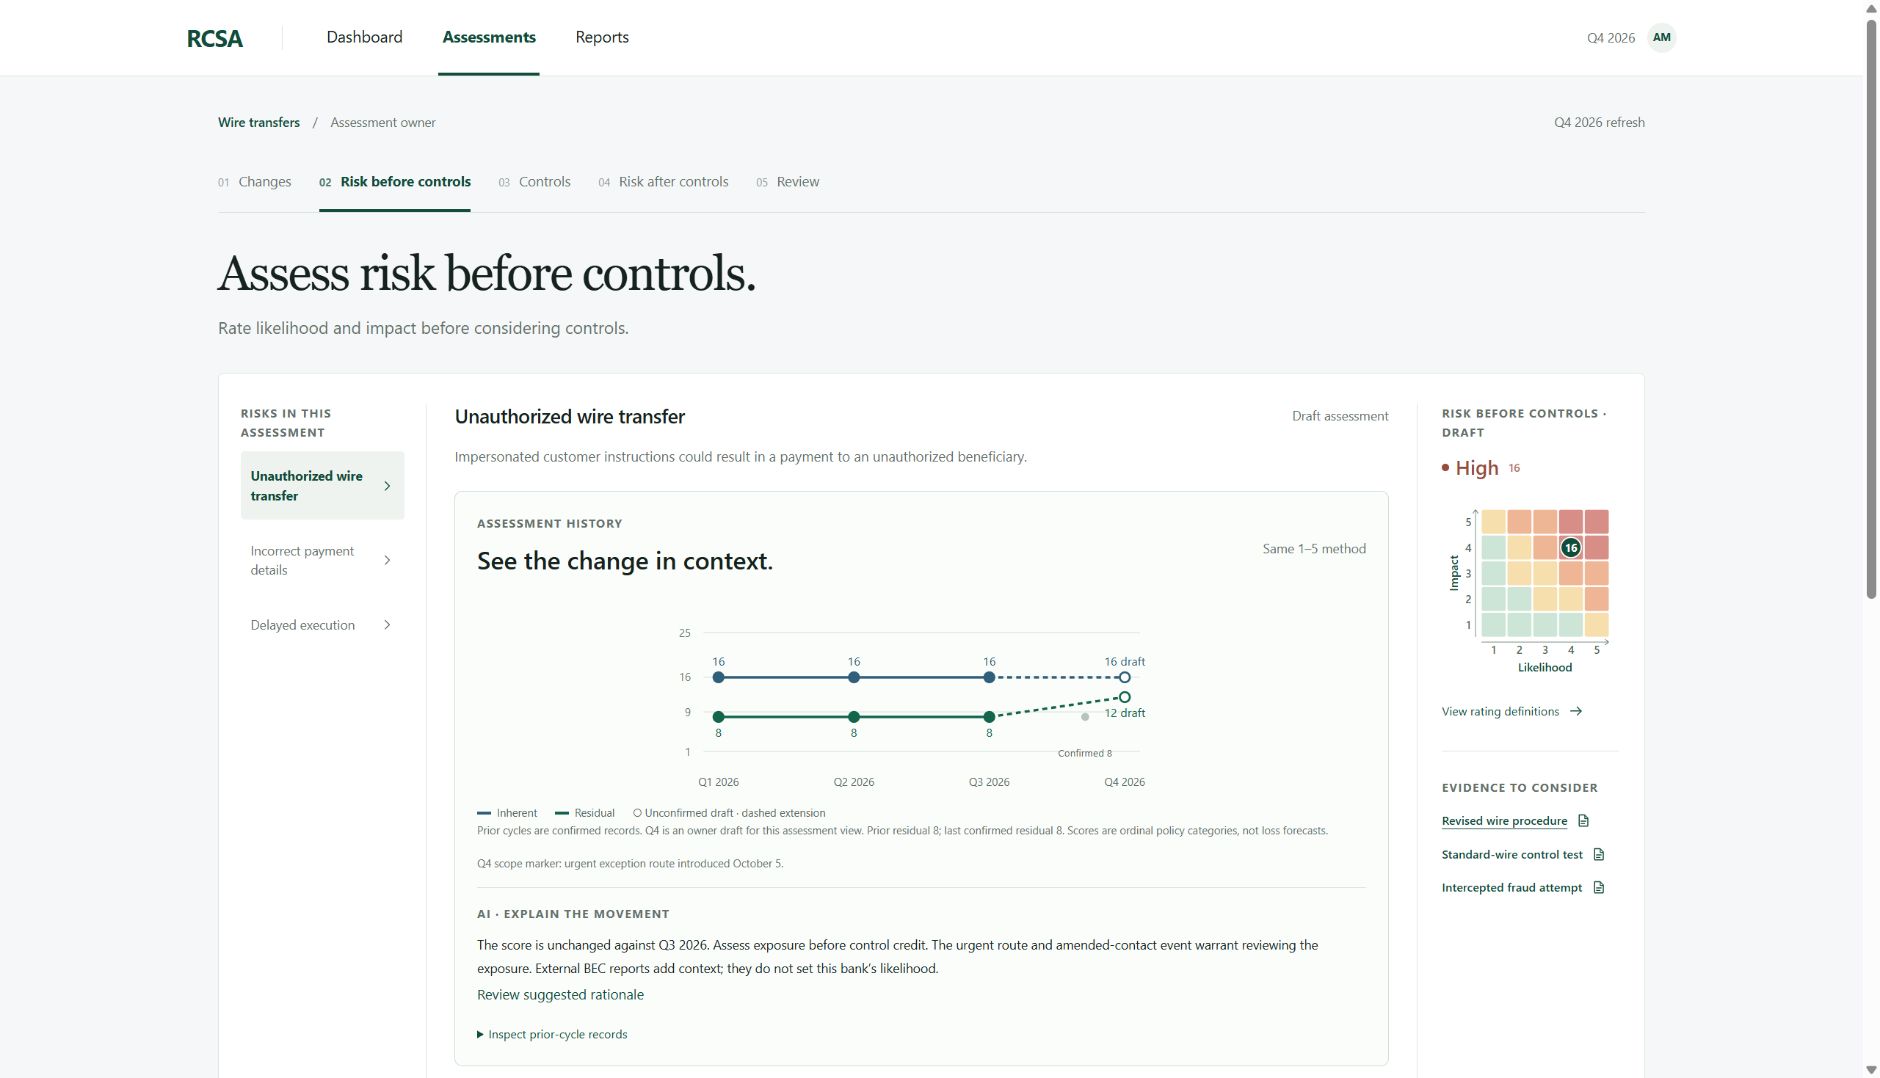 RCSA
Dashboard
Assessments
Reports
Q4 2026
AM
Wire transfers / Assessment owner
Q4 2026 refresh
01 Changes
02 Risk before controls
03 Controls
04 Risk after controls
05 Review
Assess risk before controls.
Rate likelihood and impact before considering controls.
RISKS IN THIS
ASSESSMENT
Unauthorized wire
transfer
Incorrect payment
details
Delayed execution
Unauthorized wire transfer
Draft assessment
Impersonated customer instructions could result in a payment to an unauthorized beneficiary.
ASSESSMENT HISTORY
See the change in context.
Same 1–5 method
25
16
9
1
16
16
16
16 draft
8
8
8
12 draft
Confirmed 8
Q1 2026
Q2 2026
Q3 2026
Q4 2026
Inherent
Residual
Unconfirmed draft · dashed extension
Prior cycles are confirmed records. Q4 is an owner draft for this assessment view. Prior residual 8; last confirmed residual 8. Scores are ordinal policy categories, not loss forecasts.
Q4 scope marker: urgent exception route introduced October 5.
AI · EXPLAIN THE MOVEMENT
The score is unchanged against Q3 2026. Assess exposure before control credit. The urgent route and amended-contact event warrant reviewing the
exposure. External BEC reports add context; they do not set this bank’s likelihood.
Review suggested rationale
Inspect prior-cycle records
RISK BEFORE CONTROLS ·
DRAFT
High 16
Impact
5
4
3
2
1
16
1 2 3 4 5
Likelihood
View rating definitions
EVIDENCE TO CONSIDER
Revised wire procedure
Standard-wire control test
Intercepted fraud attempt